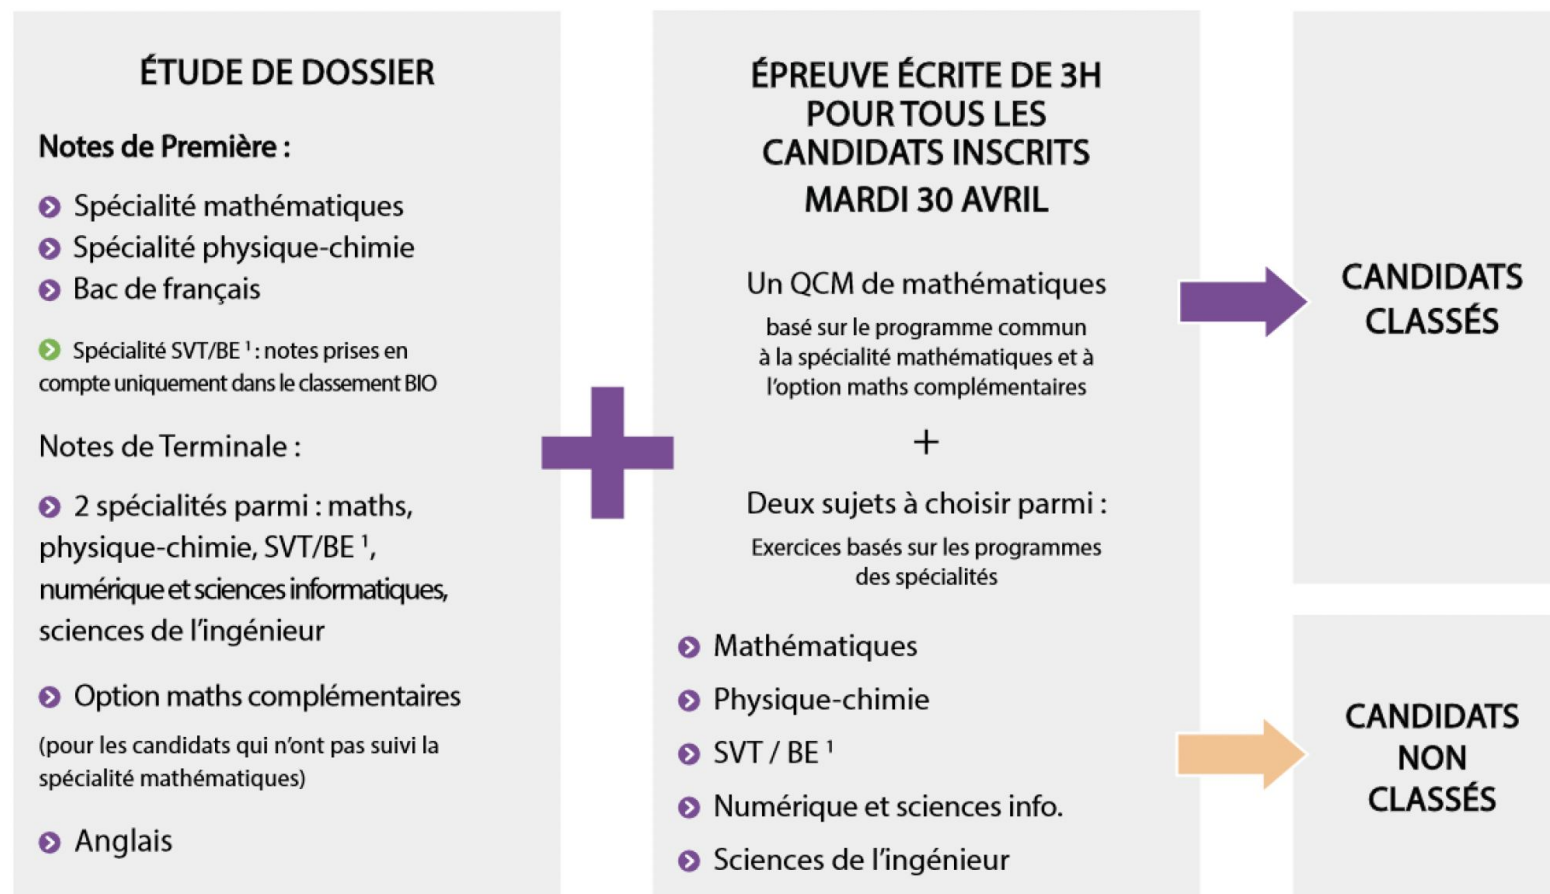 ÉTUDE DE DOSSIER
Notes de Première :
Spécialité mathématiques
Spécialité physique-chimie
Bac de français
Spécialité SVT/BE ¹ : notes prises en
compte uniquement dans le classement BIO
Notes de Terminale :
2 spécialités parmi : maths,
physique-chimie, SVT/BE ¹,
numérique et sciences informatiques,
sciences de l'ingénieur
Option maths complémentaires
(pour les candidats qui n'ont pas suivi la
spécialité mathématiques)
Anglais
ÉPREUVE ÉCRITE DE 3H
POUR TOUS LES
CANDIDATS INSCRITS
MARDI 30 AVRIL
Un QCM de mathématiques
basé sur le programme commun
à la spécialité mathématiques et à
l'option maths complémentaires
+
Deux sujets à choisir parmi :
Exercices basés sur les programmes
des spécialités
Mathématiques
Physique-chimie
SVT / BE ¹
Numérique et sciences info.
Sciences de l'ingénieur
CANDIDATS
CLASSÉS
CANDIDATS
NON
CLASSÉS